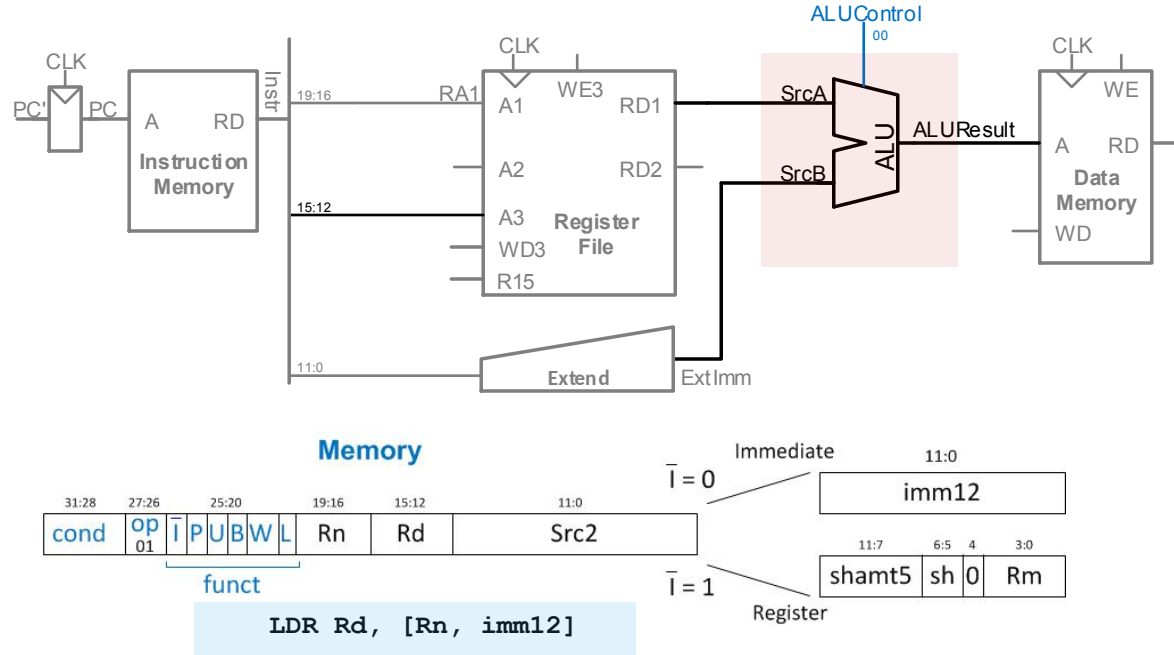 ALUControl
00
CLK
PC'
PC
A
RD
Instruction
Memory
Instr
19:16
15:12
11:0
CLK
RA1
A1
WE3
RD1
A2
RD2
A3
Register
File
WD3
R15
Extend
ExtImm
SrcA
SrcB
ALU
ALUResult
CLK
WE
A
RD
Data
Memory
WD
Memory
31:28
27:26
25:20
19:16
15:12
11:0
cond
op
01
I
P
U
B
W
L
Rn
Rd
Src2
funct
I = 0
Immediate
11:0
imm12
I = 1
Register
11:7
6:5
4
3:0
shamt5
sh
0
Rm
LDR Rd, [Rn, imm12]